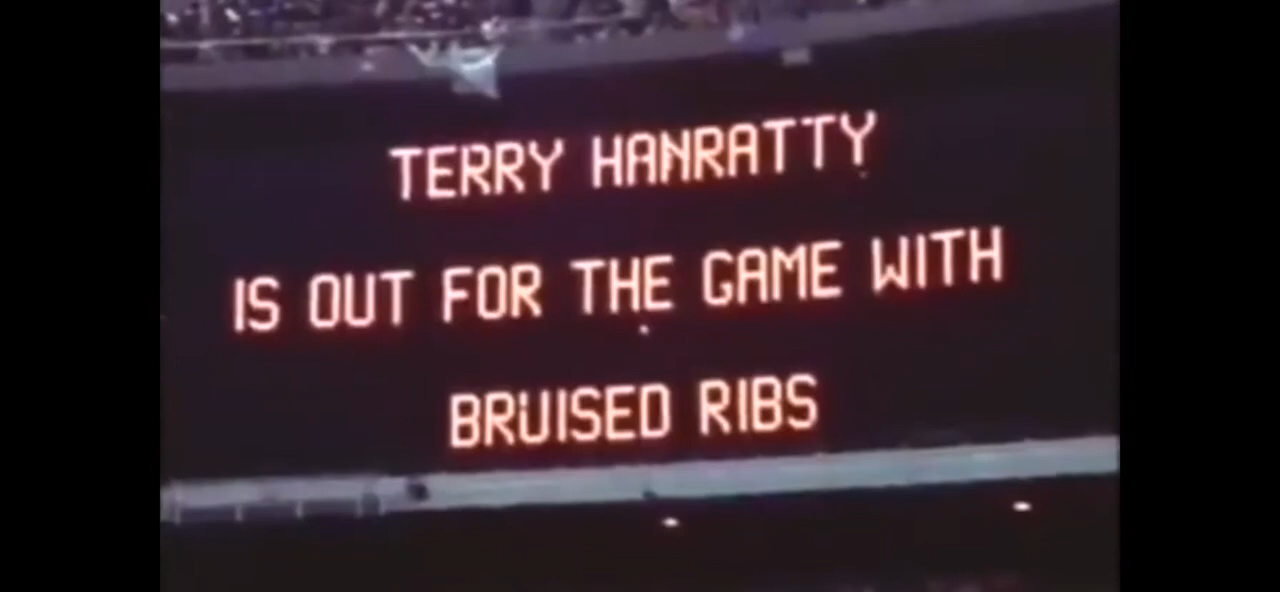 TERRY HANRATTY
IS OUT FOR THE GAME WITH
BRUISED RIBS